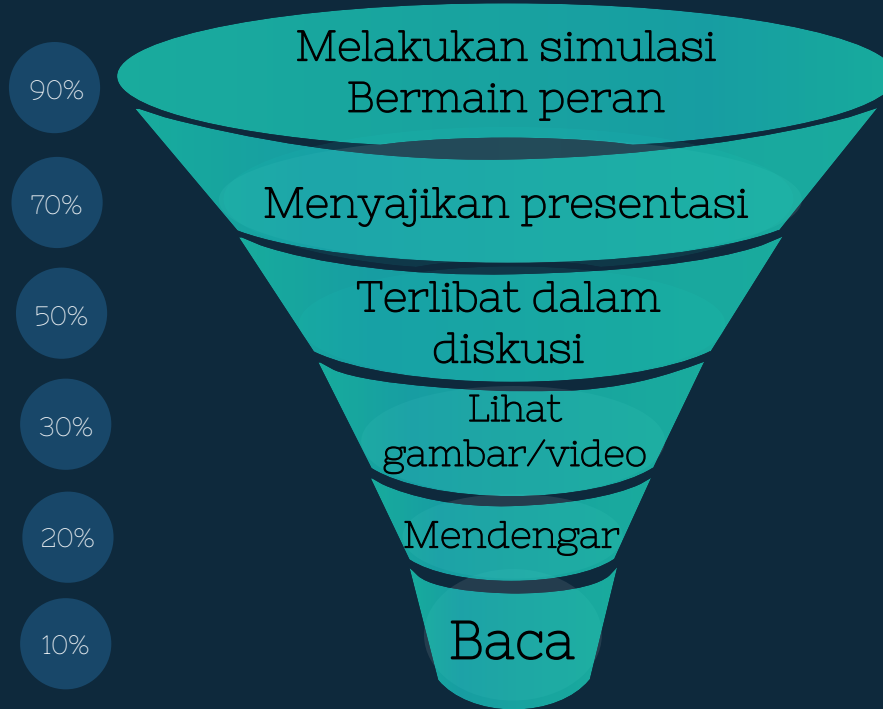 90%
Melakukan simulasi
Bermain peran
70%
Menyajikan presentasi
50%
Terlibat dalam
diskusi
30%
Lihat
gambar/video
20%
Mendengar
10%
Baca